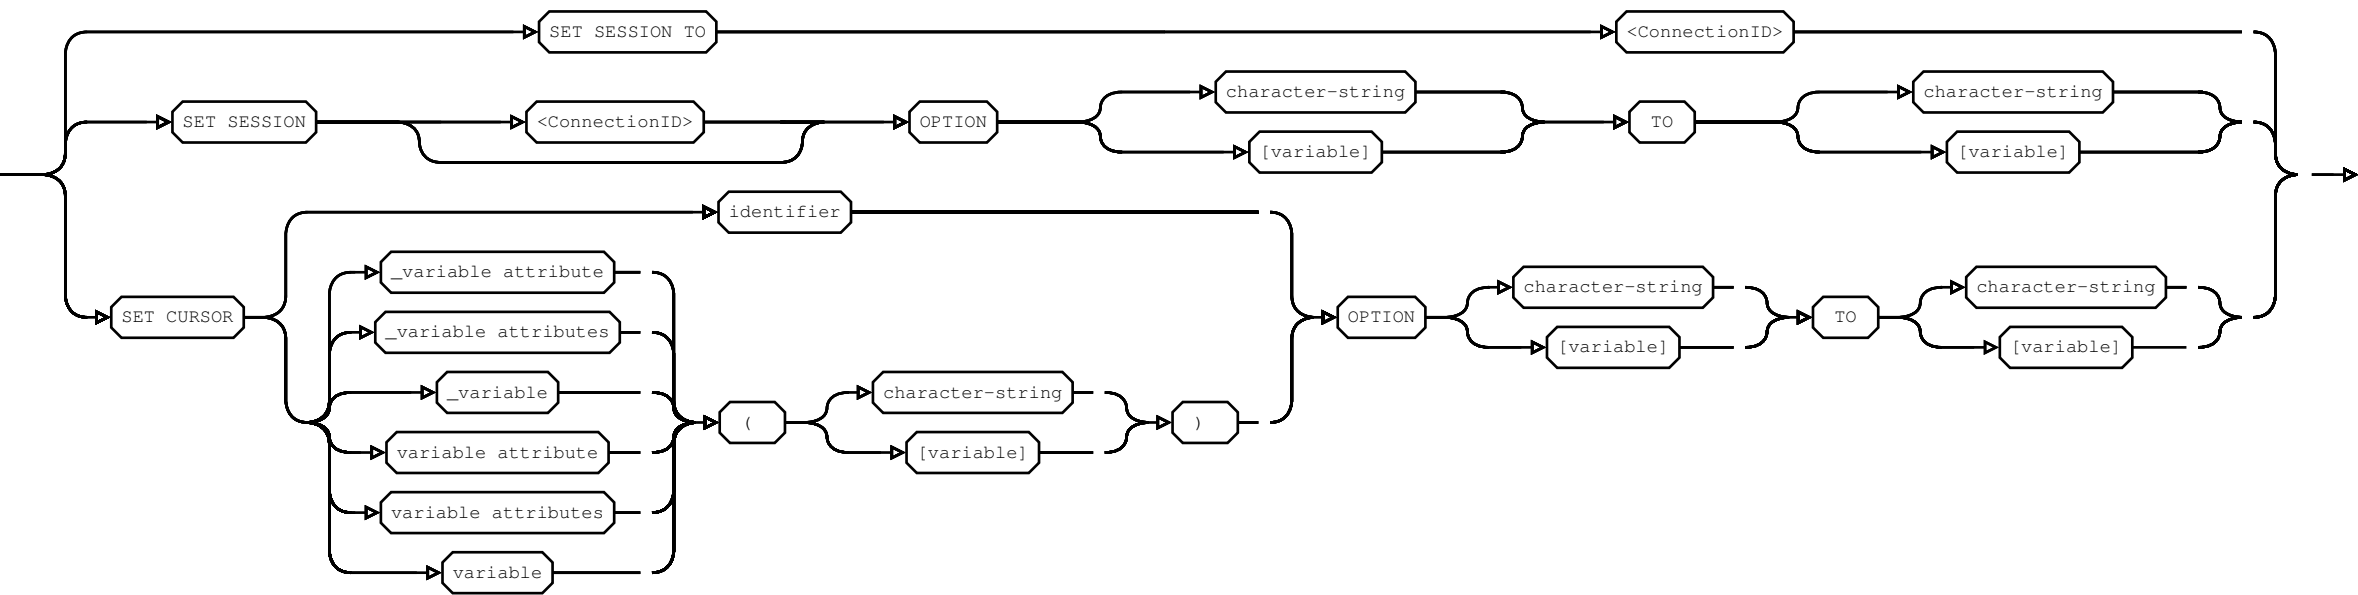 SET SESSION TO <ConnectionID>
character-string character-string
SET SESSION <ConnectionID> OPTION TO
[variable] [variable]
identifier
_variable attribute character-string character-string
SET CURSOR _variable attributes OPTION TO
[variable] [variable]
_variable character-string
( )
variable attribute [variable]
variable attributes
variable